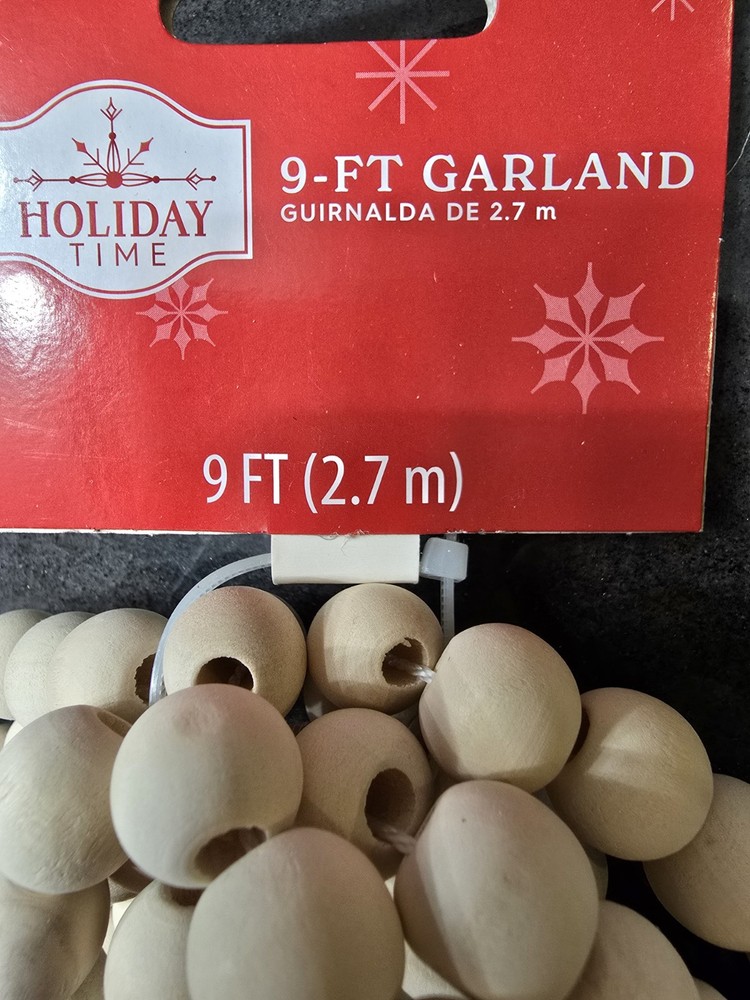 HOLIDAY
TIME
9-FT GARLAND
GUIRNALDA DE 2.7 m
9 FT (2.7 m)